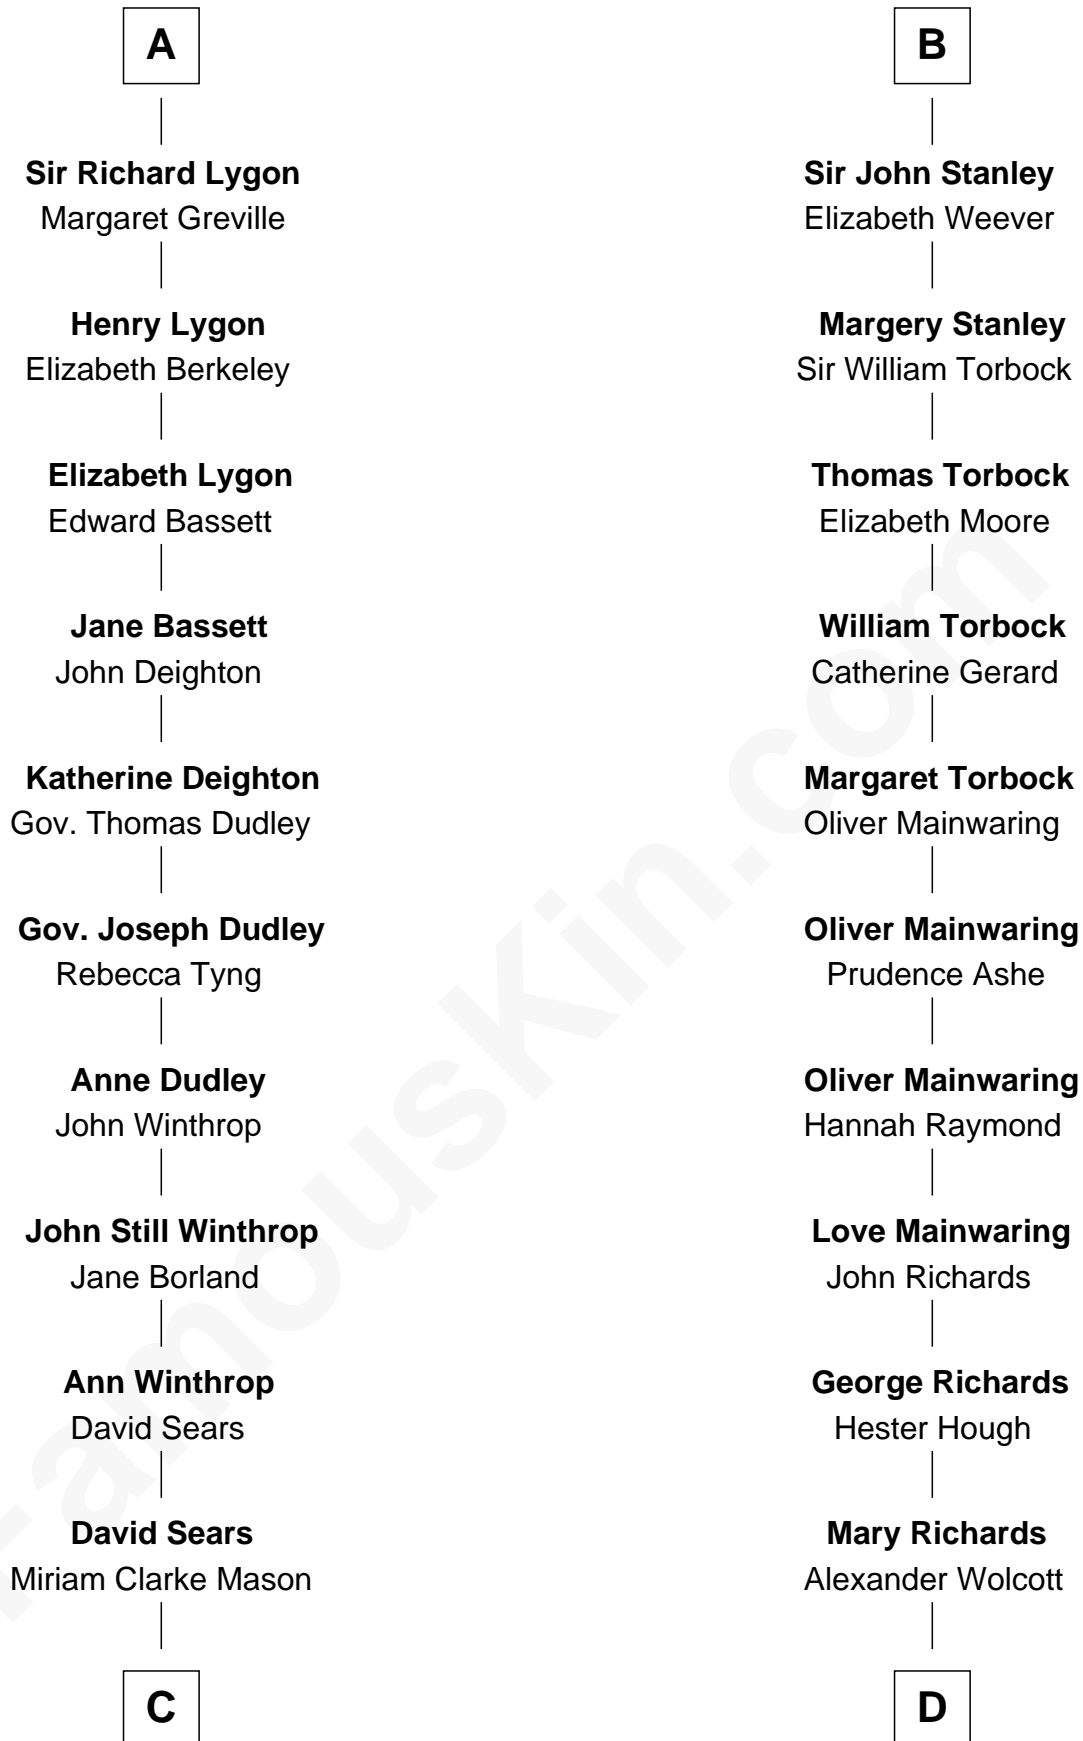 A
Sir Richard Lygon
Margaret Greville
Henry Lygon
Elizabeth Berkeley
Elizabeth Lygon
Edward Bassett
Jane Bassett
John Deighton
Katherine Deighton
Gov. Thomas Dudley
Gov. Joseph Dudley
Rebecca Tyng
Anne Dudley
John Winthrop
John Still Winthrop
Jane Borland
Ann Winthrop
David Sears
David Sears
Miriam Clarke Mason
C
B
Sir John Stanley
Elizabeth Weever
Margery Stanley
Sir William Torbock
Thomas Torbock
Elizabeth Moore
William Torbock
Catherine Gerard
Margaret Torbock
Oliver Mainwaring
Oliver Mainwaring
Prudence Ashe
Oliver Mainwaring
Hannah Raymond
Love Mainwaring
John Richards
George Richards
Hester Hough
Mary Richards
Alexander Wolcott
D
FamousKin.com